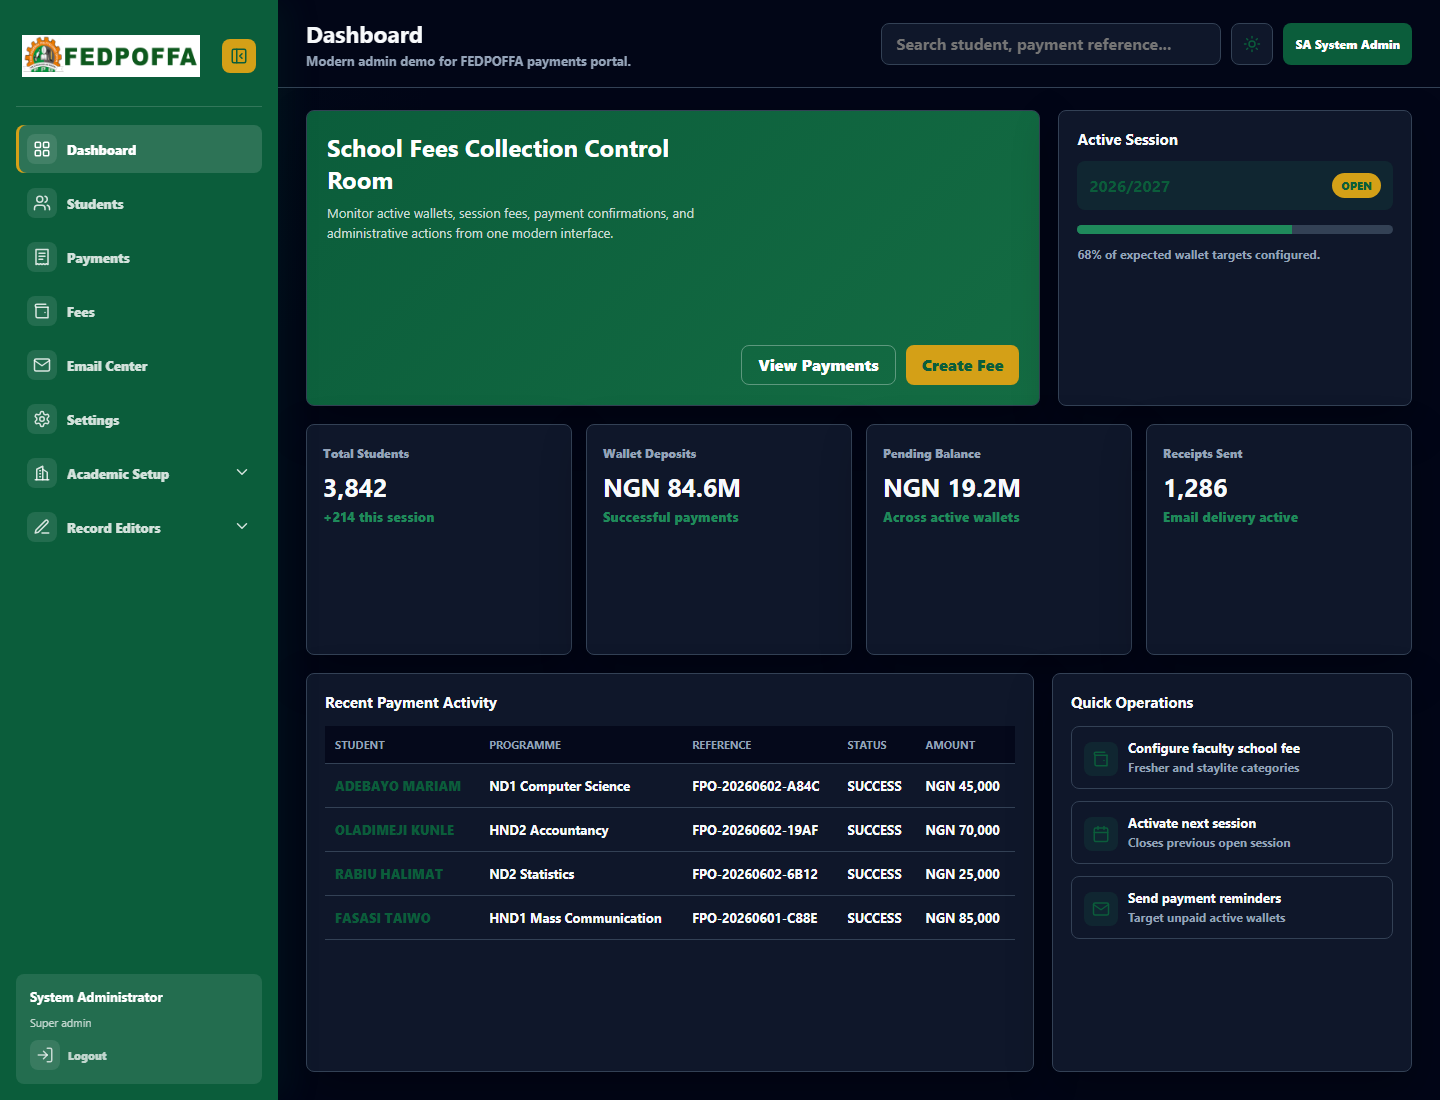 FEDPOFFA
Dashboard
Students
Payments
Fees
Email Center
Settings
Academic Setup
Record Editors
System Administrator
Super admin
Logout
Dashboard
Modern admin demo for FEDPOFFA payments portal.
Search student, payment reference...
SA System Admin
School Fees Collection Control
Room
Monitor active wallets, session fees, payment confirmations, and
administrative actions from one modern interface.
View Payments
Create Fee
Active Session
2026/2027
OPEN
68% of expected wallet targets configured.
Total Students
3,842
+214 this session
Wallet Deposits
NGN 84.6M
Successful payments
Pending Balance
NGN 19.2M
Across active wallets
Receipts Sent
1,286
Email delivery active
Recent Payment Activity
STUDENT PROGRAMME REFERENCE STATUS AMOUNT
ADEBAYO MARIAM ND1 Computer Science FPO-20260602-A84C SUCCESS NGN 45,000
OLADIMEJI KUNLE HND2 Accountancy FPO-20260602-19AF SUCCESS NGN 70,000
RABIU HALIMAT ND2 Statistics FPO-20260602-6B12 SUCCESS NGN 25,000
FASASI TAIWO HND1 Mass Communication FPO-20260601-C88E SUCCESS NGN 85,000
Quick Operations
Configure faculty school fee
Fresher and staylite categories
Activate next session
Closes previous open session
Send payment reminders
Target unpaid active wallets